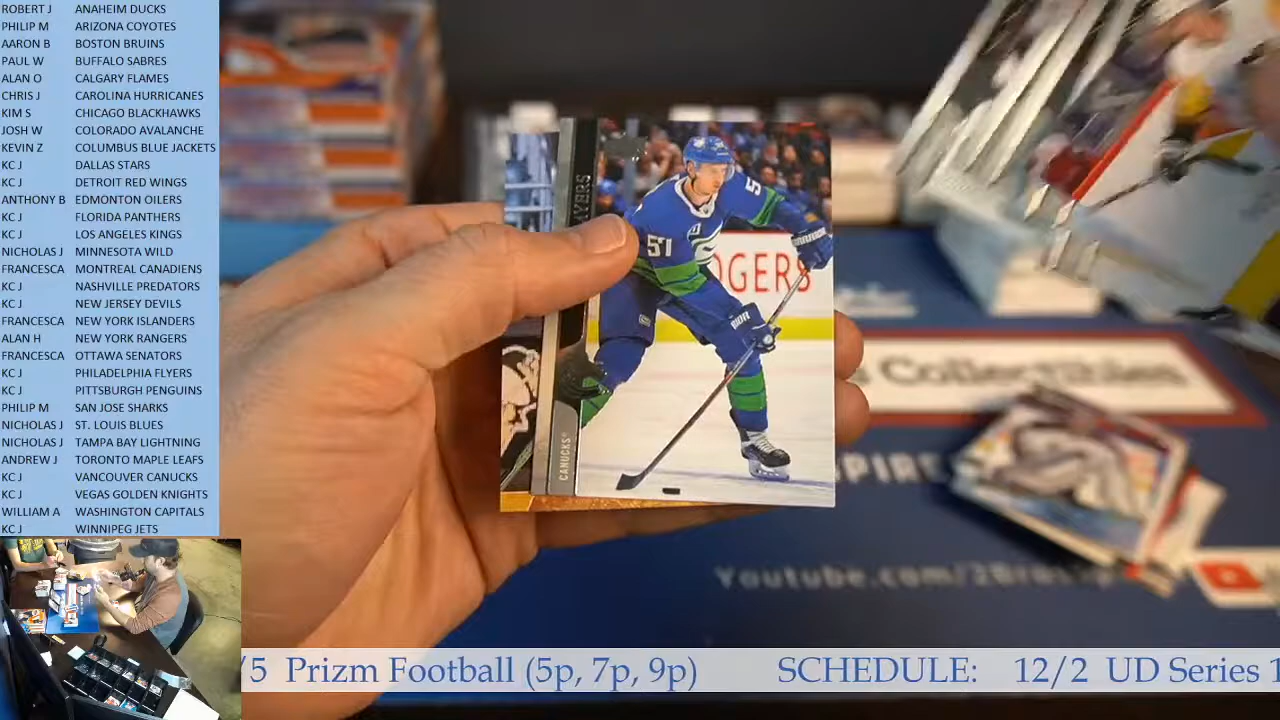 ROBERT J ANAHEIM DUCKS
PHILIP M ARIZONA COYOTES
AARON B BOSTON BRUINS
PAUL W BUFFALO SABRES
ALAN O CALGARY FLAMES
CHRIS J CAROLINA HURRICANES
KIM S CHICAGO BLACKHAWKS
JOSH W COLORADO AVALANCHE
KEVIN Z COLUMBUS BLUE JACKETS
KC J DALLAS STARS
KC J DETROIT RED WINGS
ANTHONY B EDMONTON OILERS
KC J FLORIDA PANTHERS
KC J LOS ANGELES KINGS
NICHOLAS J MINNESOTA WILD
FRANCESCA MONTREAL CANADIENS
KC J NASHVILLE PREDATORS
KC J NEW JERSEY DEVILS
FRANCESCA NEW YORK ISLANDERS
ALAN H NEW YORK RANGERS
FRANCESCA OTTAWA SENATORS
KC J PHILADELPHIA FLYERS
KC J PITTSBURGH PENGUINS
PHILIP M SAN JOSE SHARKS
NICHOLAS J ST. LOUIS BLUES
NICHOLAS J TAMPA BAY LIGHTNING
ANDREW J TORONTO MAPLE LEAFS
KC J VANCOUVER CANUCKS
KC J VEGAS GOLDEN KNIGHTS
WILLIAM A WASHINGTON CAPITALS
KC J WINNIPEG JETS
YERS
CANUCKS
51
OGERS
Collectibles
SPIRE
Youtube.com/2Bro
/5 Prizm Football (5p, 7p, 9p) SCHEDULE: 12/2 UD Series 1